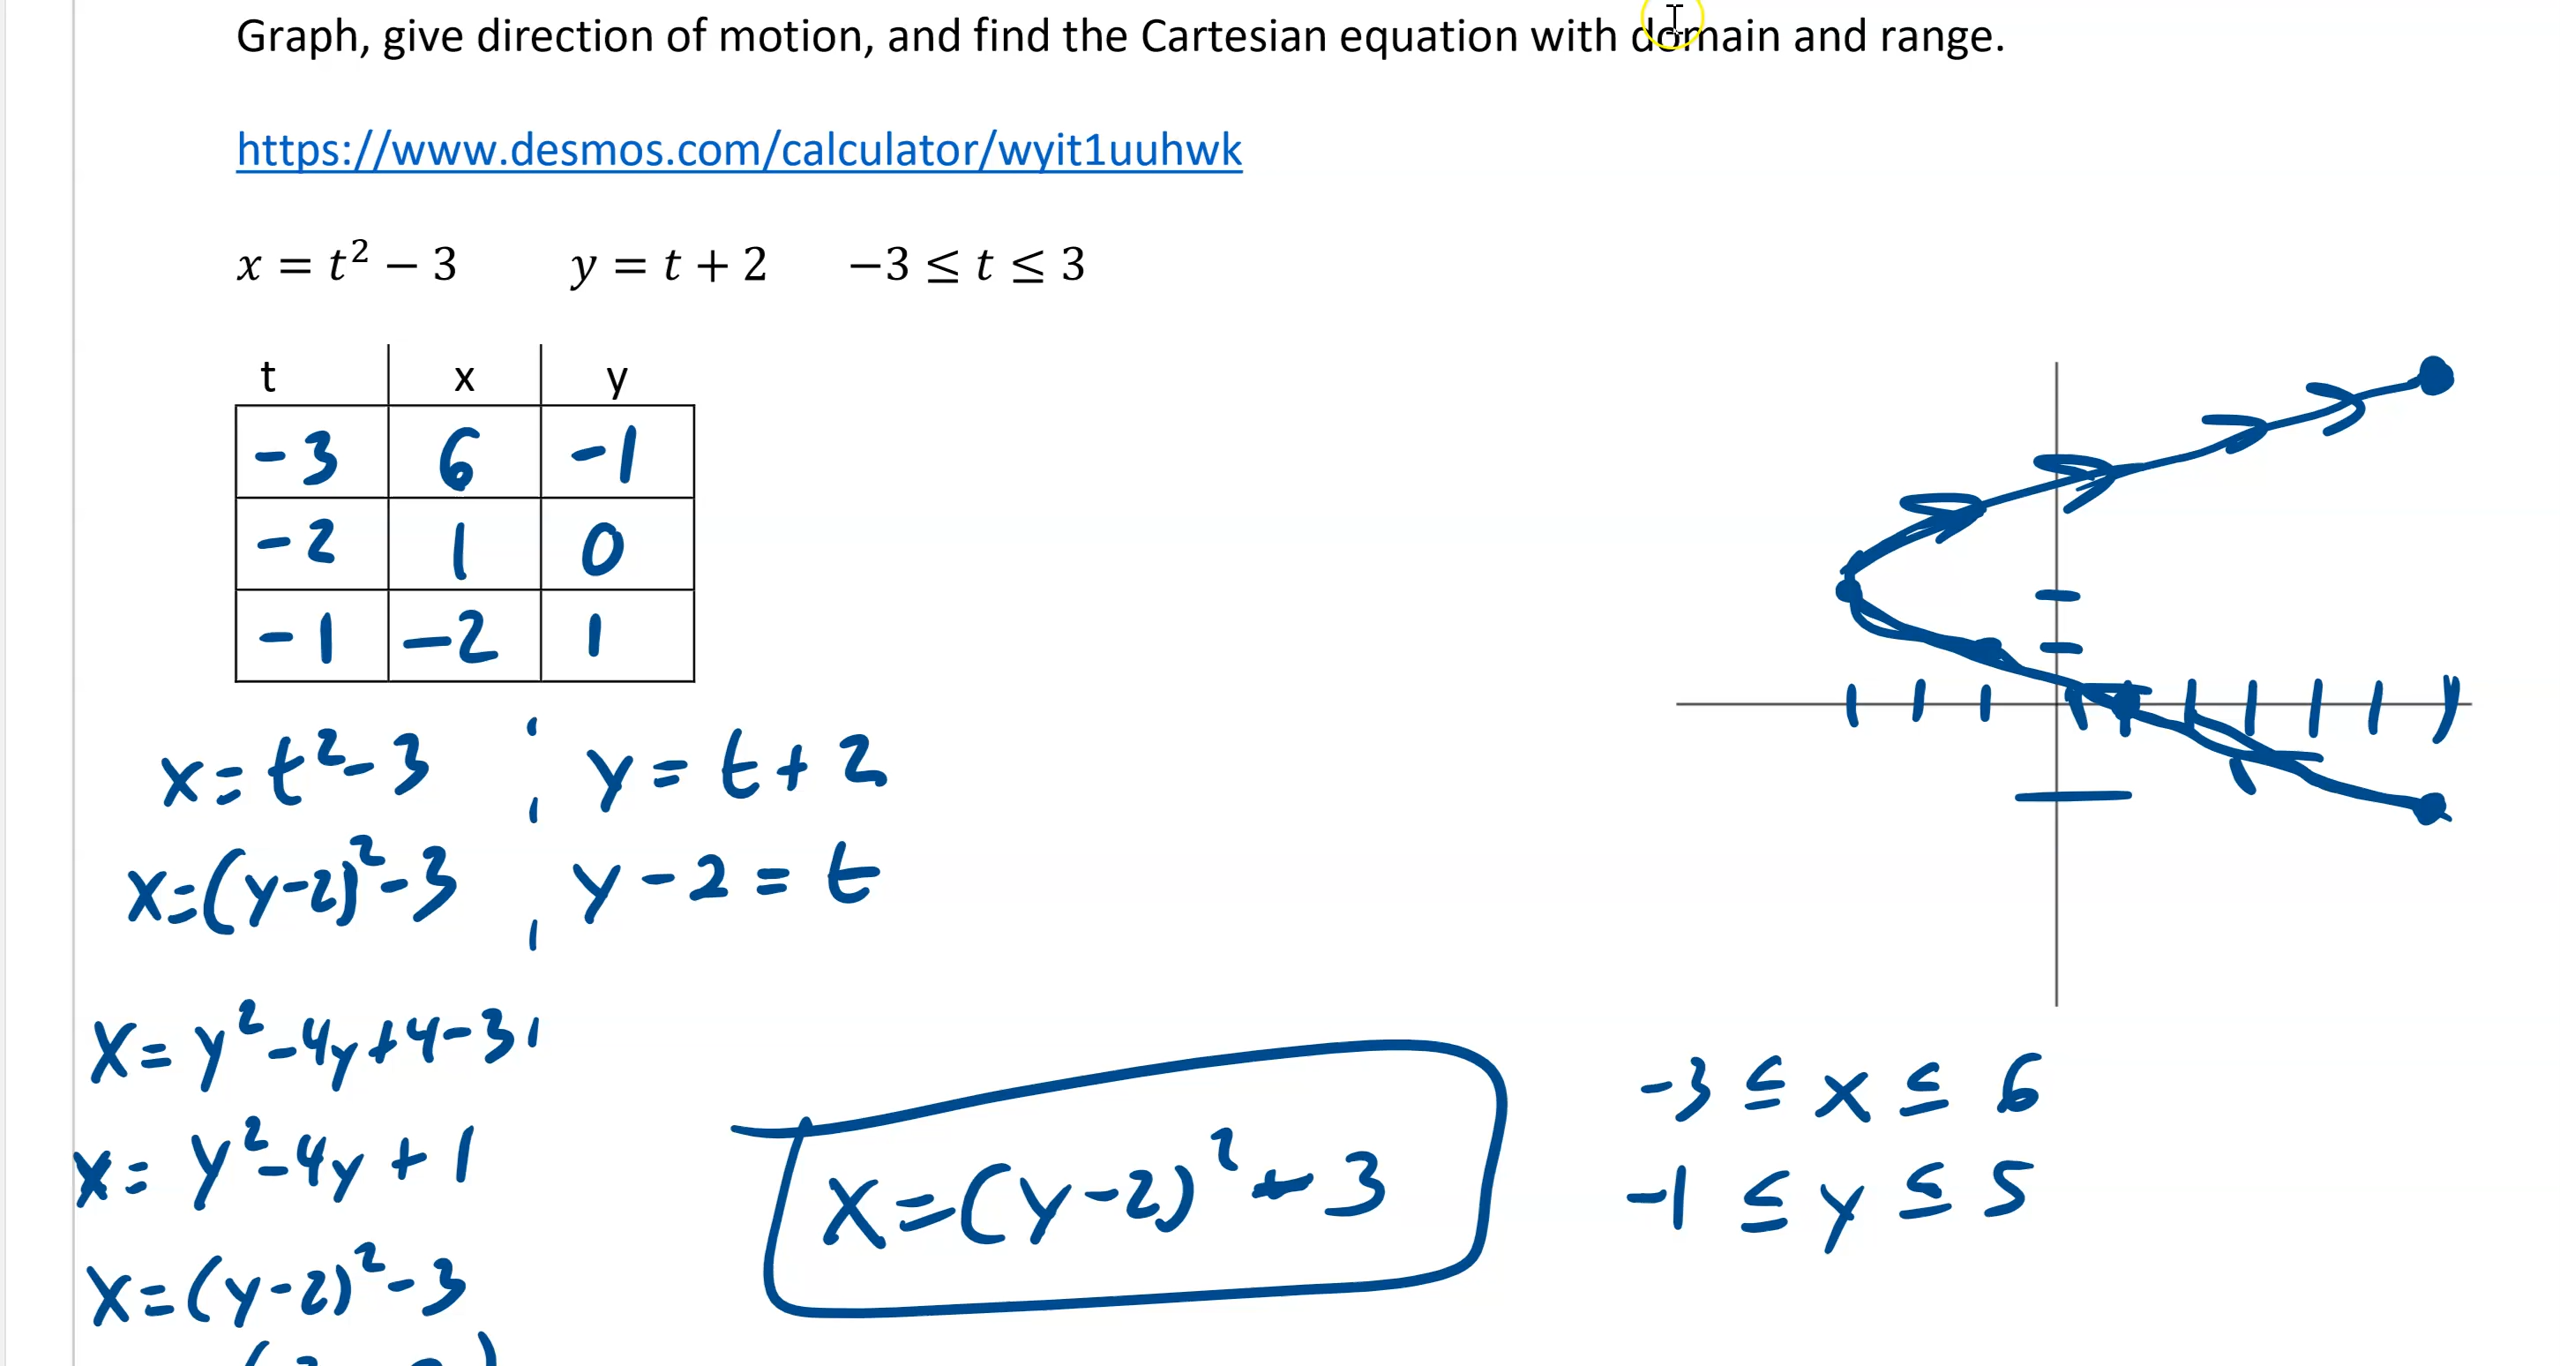 Graph, give direction of motion, and find the Cartesian equation with domain and range.
https://www.desmos.com/calculator/wyit1uuhwk
x = t² − 3 y = t + 2 −3 ≤ t ≤ 3
t x y
-3 6 -1
-2 1 0
-1 -2 1
x = t² - 3 y = t + 2
x = (y-2)² - 3 y - 2 = t
x = y² - 4y + 4 - 3
x = y² - 4y + 1
x = (y-2)² - 3
x = (y-2)² - 3
-3 ≤ x ≤ 6
-1 ≤ y ≤ 5